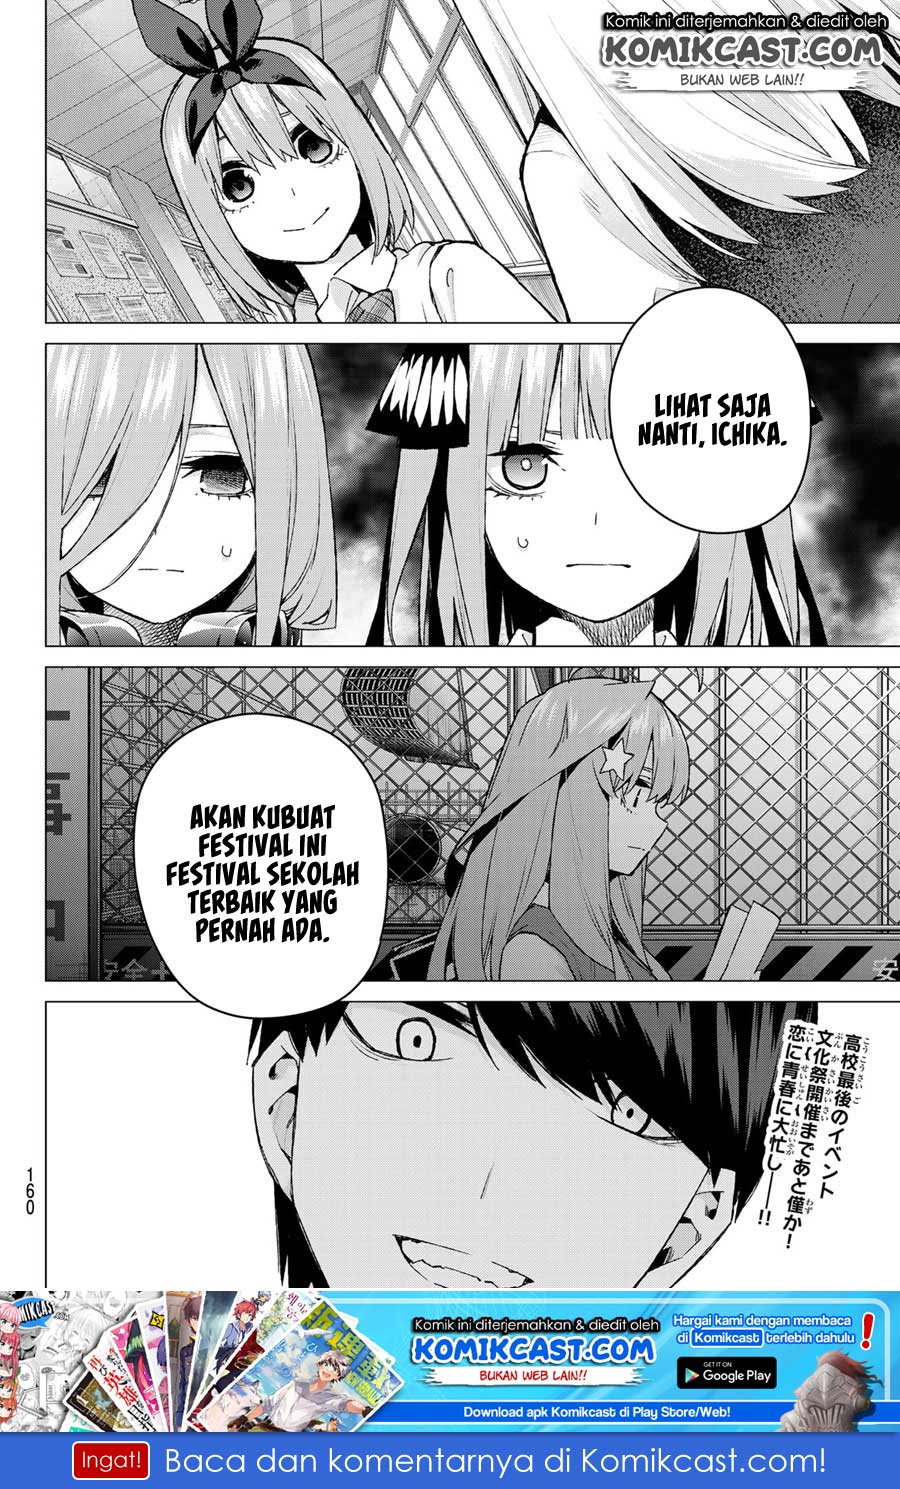 Komik ini diterjemahkan & diedit oleh
KOMIKCAST.COM
BUKAN WEB LAIN!!
LIHAT SAJA
NANTI, ICHIKA.
AKAN KUBUAT
FESTIVAL INI
FESTIVAL SEKOLAH
TERBAIK YANG
PERNAH ADA.
安全+
安
高校最後のイベント
文化祭開催まであと僅か!
恋に青春に大忙し——!!
160
Komik ini diterjemahkan & diedit oleh
KOMIKCAST.COM
BUKAN WEB LAIN!!
Hargai kami dengan membaca
di Komikcast terlebih dahulu
!
GET IT ON
Google Play
Download apk Komikcast di Play Store/Web!
Ingat! Baca dan komentarnya di Komikcast.com!